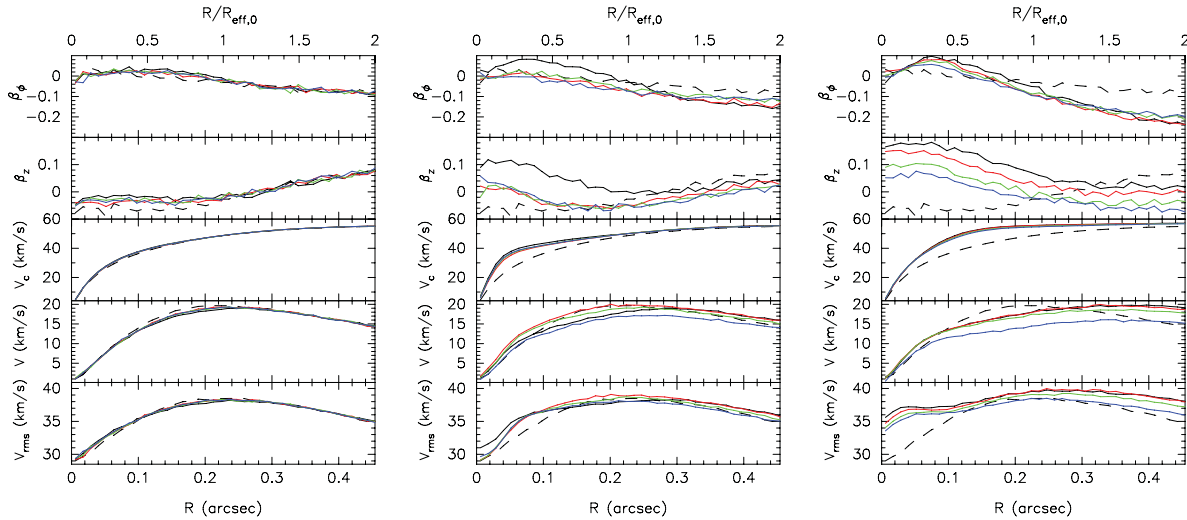 R/R_eff,0 R/R_eff,0 R/R_eff,0
0 0.5 1 1.5 2 0 0.5 1 1.5 2 0 0.5 1 1.5 2
β_ϕ 0 −0.1 −0.2 β_ϕ 0 −0.1 −0.2 β_ϕ 0 −0.1 −0.2
β_z 0.1 0 β_z 0.1 0 β_z 0.1 0
V_c (km/s) 60 40 20 V_c (km/s) 60 40 20 V_c (km/s) 60 40 20
V (km/s) 20 15 10 5 V (km/s) 20 15 10 5 V (km/s) 20 15 10 5
V_rms (km/s) 40 35 30 V_rms (km/s) 40 35 30 V_rms (km/s) 40 35 30
0 0.1 0.2 0.3 0.4 0 0.1 0.2 0.3 0.4 0 0.1 0.2 0.3 0.4
R (arcsec) R (arcsec) R (arcsec)